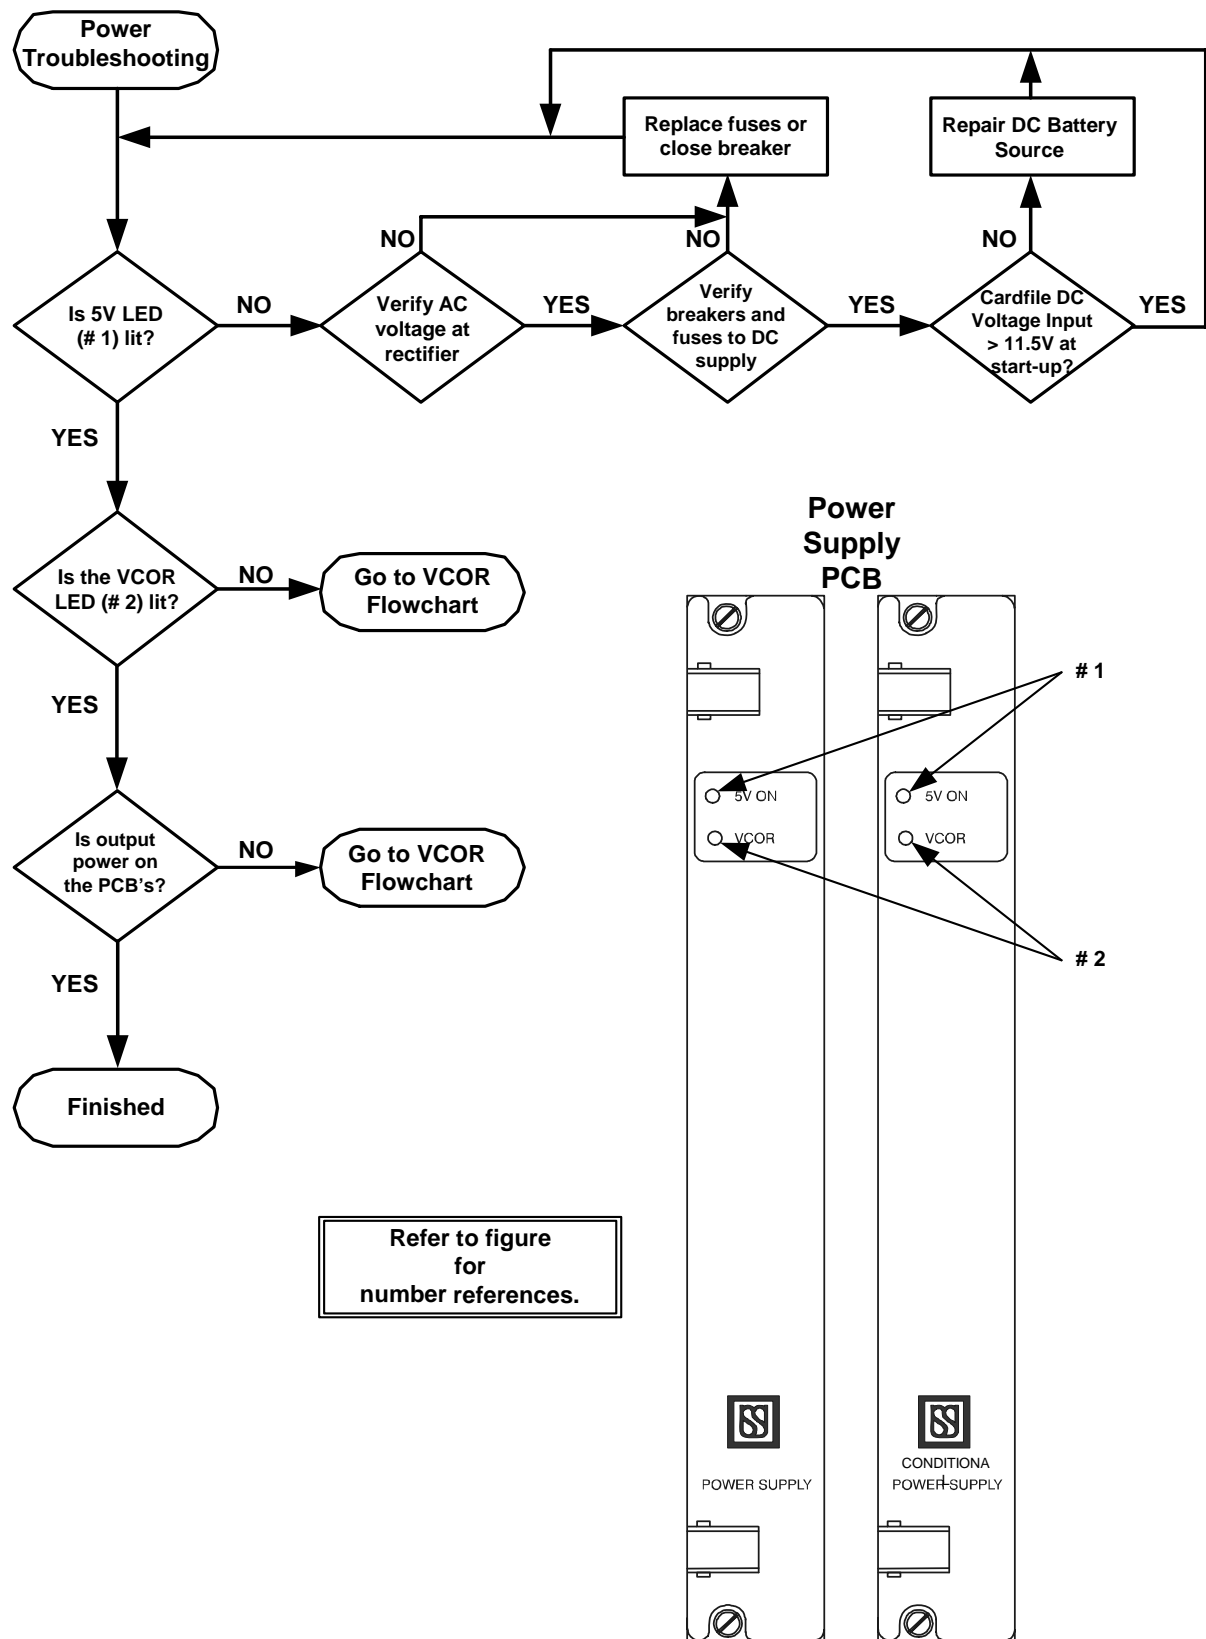 Power
Troubleshooting
Replace fuses or
close breaker
Repair DC Battery
Source
NO
NO
NO
Is 5V LED
(# 1) lit?
NO
Verify AC
voltage at
rectifier
YES
Verify
breakers and
fuses to DC
supply
YES
Cardfile DC
Voltage Input
> 11.5V at
start-up?
YES
YES
Is the VCOR
LED (# 2) lit?
NO
Go to VCOR
Flowchart
YES
Is output
power on
the PCB's?
NO
Go to VCOR
Flowchart
YES
Finished
Refer to figure
for
number references.
Power
Supply
PCB
# 1
5V ON
VCOR
5V ON
VCOR
# 2
POWER SUPPLY
CONDITIONA
L
POWER SUPPLY